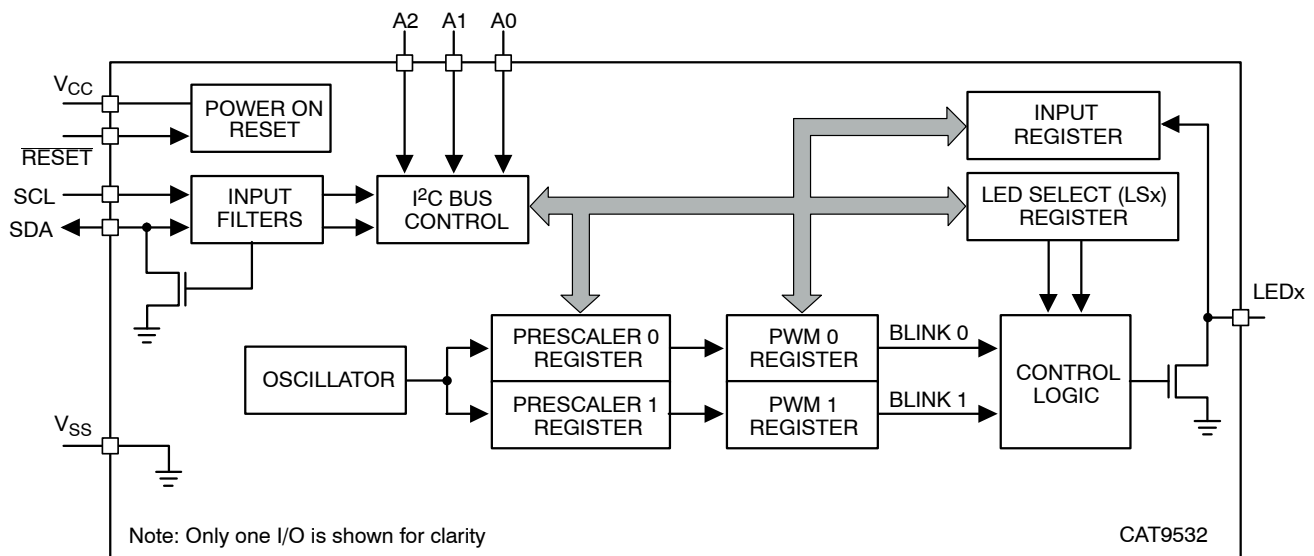 A2 A1 A0
VCC
POWER ON
RESET
RESET
INPUT
REGISTER
SCL
SDA
INPUT
FILTERS
I2C BUS
CONTROL
LED SELECT (LSx)
REGISTER
LEDx
OSCILLATOR
PRESCALER 0
REGISTER
PRESCALER 1
REGISTER
PWM 0
REGISTER
PWM 1
REGISTER
BLINK 0
BLINK 1
CONTROL
LOGIC
VSS
Note: Only one I/O is shown for clarity
CAT9532